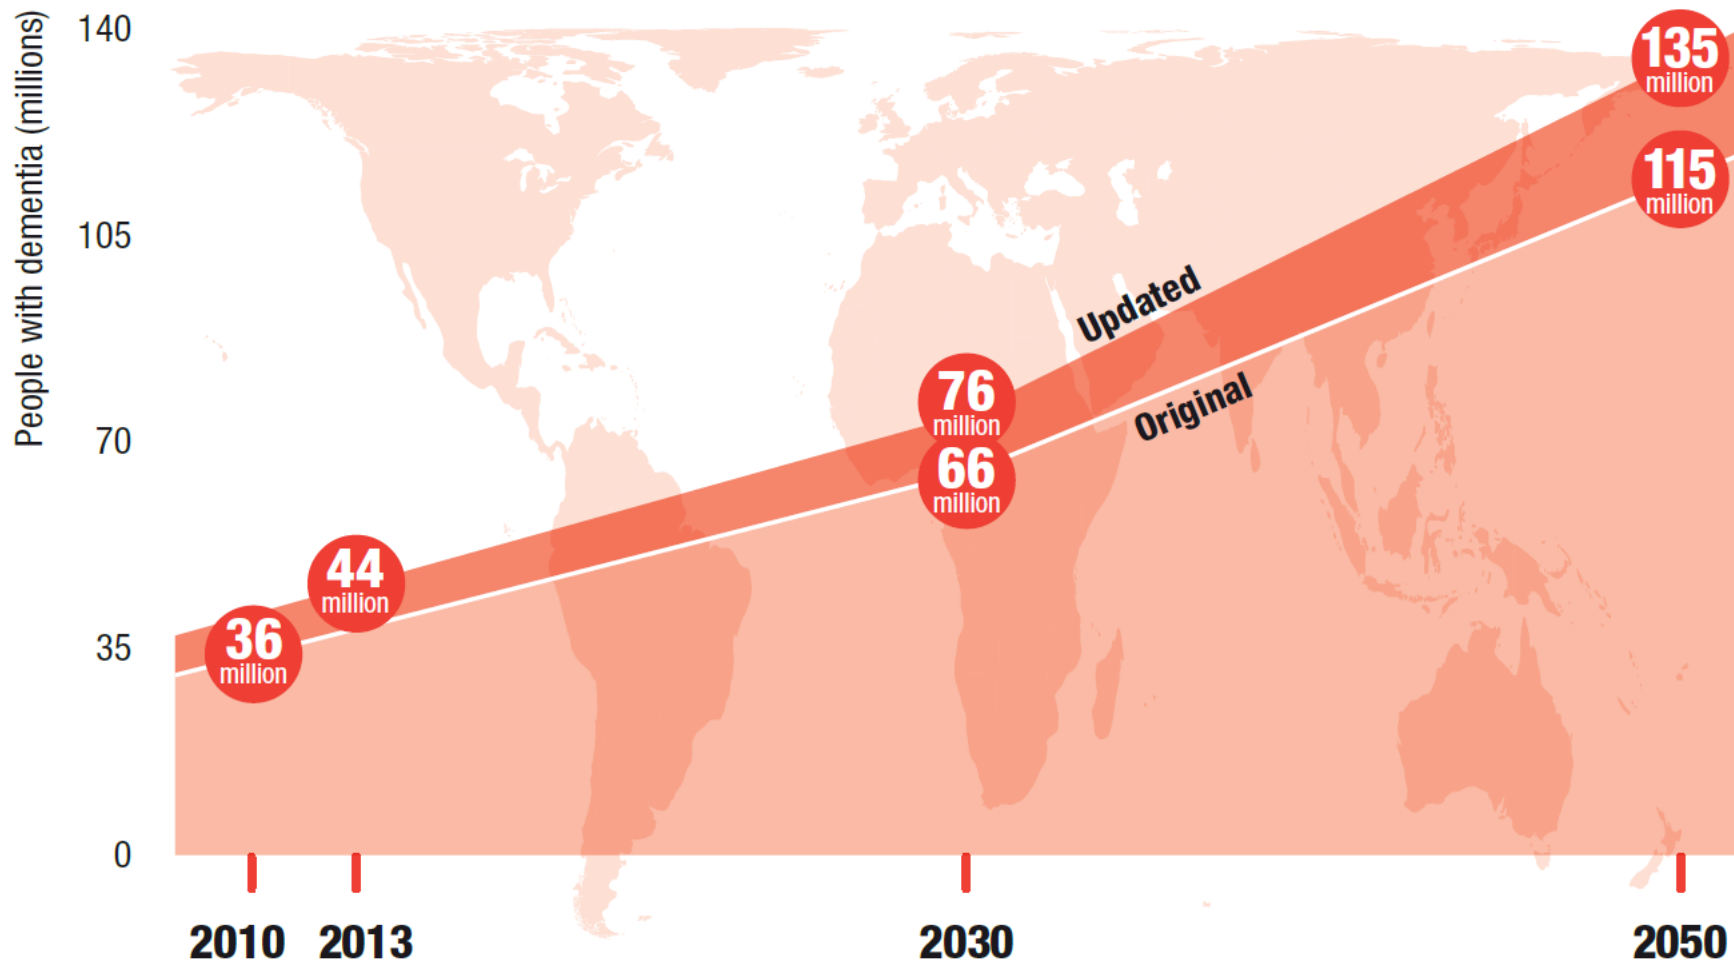 People with dementia (millions)
140
105
70
35
0
135
million
115
million
Updated
Original
76
million
66
million
44
million
36
million
2010
2013
2030
2050